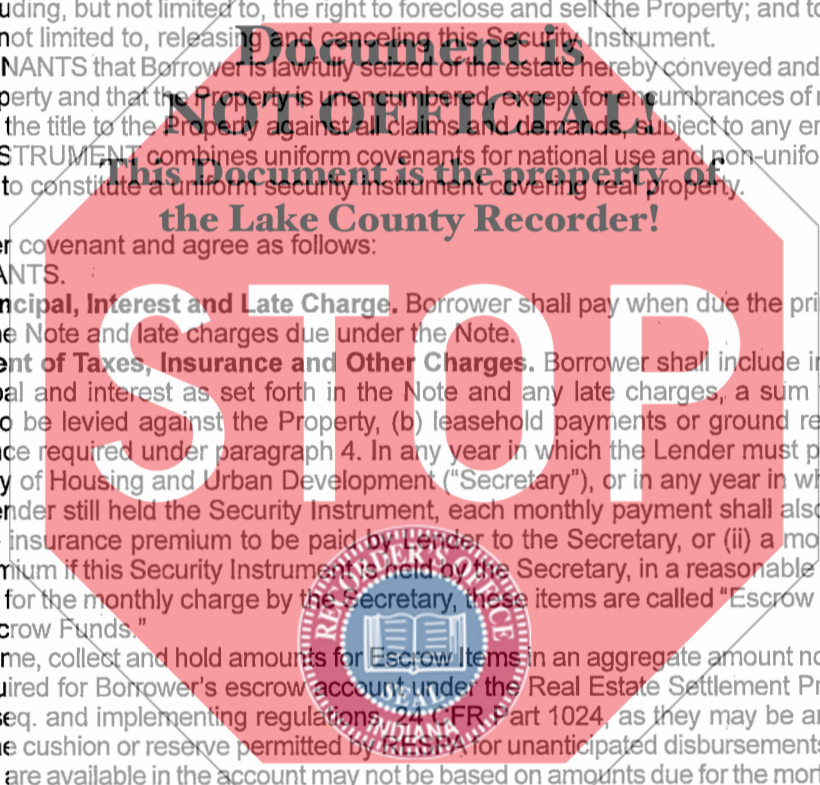 uding, but not limited to, the right to foreclose and sell the Property; and to
not limited to, releasing and canceling this Security Instrument.
Document is
NANTS that Borrower is lawfully seized of the estate hereby conveyed and
perty and that the Property is unencumbered, except for encumbrances of r
NOT OFFICIAL!
the title to the Property against all claims and demands, subject to any en
STRUMENT combines uniform covenants for national use and non-unifo
This Document is the property of
to constitute a uniform security instrument covering real property.
the Lake County Recorder!
er covenant and agree as follows:
ANTS.
ncipal, Interest and Late Charge. Borrower shall pay when due the pri
e Note and late charges due under the Note.
ent of Taxes, Insurance and Other Charges. Borrower shall include i
pal and interest as set forth in the Note and any late charges, a sum
STOP
o be levied against the Property, (b) leasehold payments or ground re
ce required under paragraph 4. In any year in which the Lender must p
y of Housing and Urban Development (“Secretary”), or in any year in wh
nder still held the Security Instrument, each monthly payment shall also
insurance premium to be paid by Lender to the Secretary, or (ii) a mo
mium if this Security Instrument is held by the Secretary, in a reasonable
for the monthly charge by the Secretary, these items are called “Escrow
crow Funds.”
RECORDER'S OFFICE
SEAL
INDIANA
me, collect and hold amounts for Escrow Items in an aggregate amount no
uired for Borrower’s escrow account under the Real Estate Settlement Pr
seq. and implementing regulations, 24 CFR Part 1024, as they may be an
e cushion or reserve permitted by RESPA for unanticipated disbursements
are available in the account may not be based on amounts due for the mort